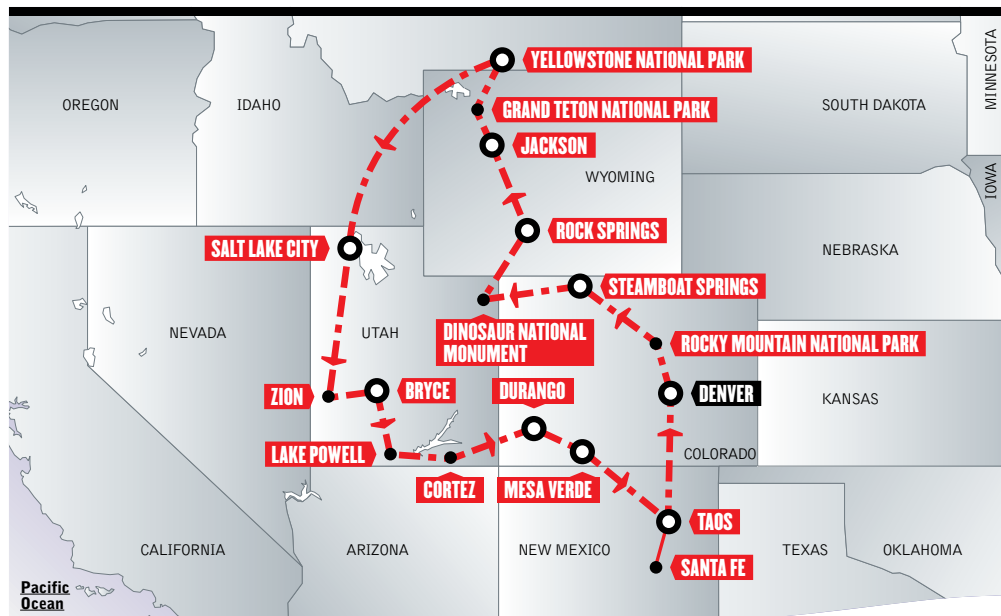 YELLOWSTONE NATIONAL PARK
MINNESOTA
OREGON
IDAHO
GRAND TETON NATIONAL PARK
SOUTH DAKOTA
JACKSON
WYOMING
IOWA
ROCK SPRINGS
SALT LAKE CITY
NEBRASKA
STEAMBOAT SPRINGS
NEVADA
UTAH
DINOSAUR NATIONAL
MONUMENT
ROCKY MOUNTAIN NATIONAL PARK
ZION
BRYCE
DURANGO
DENVER
KANSAS
LAKE POWELL
COLORADO
CORTEZ
MESA VERDE
TAOS
CALIFORNIA
ARIZONA
NEW MEXICO
TEXAS
OKLAHOMA
SANTA FE
Pacific
Ocean